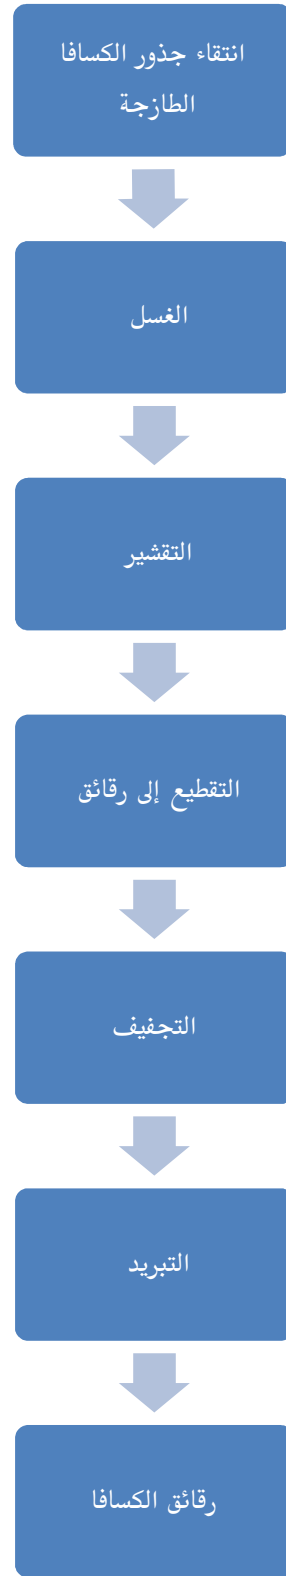 انتقاء جذور الكسافا
الطازجة
الغسل
التقشير
التقطيع إلى رقائق
التجفيف
التبريد
رقائق الكسافا